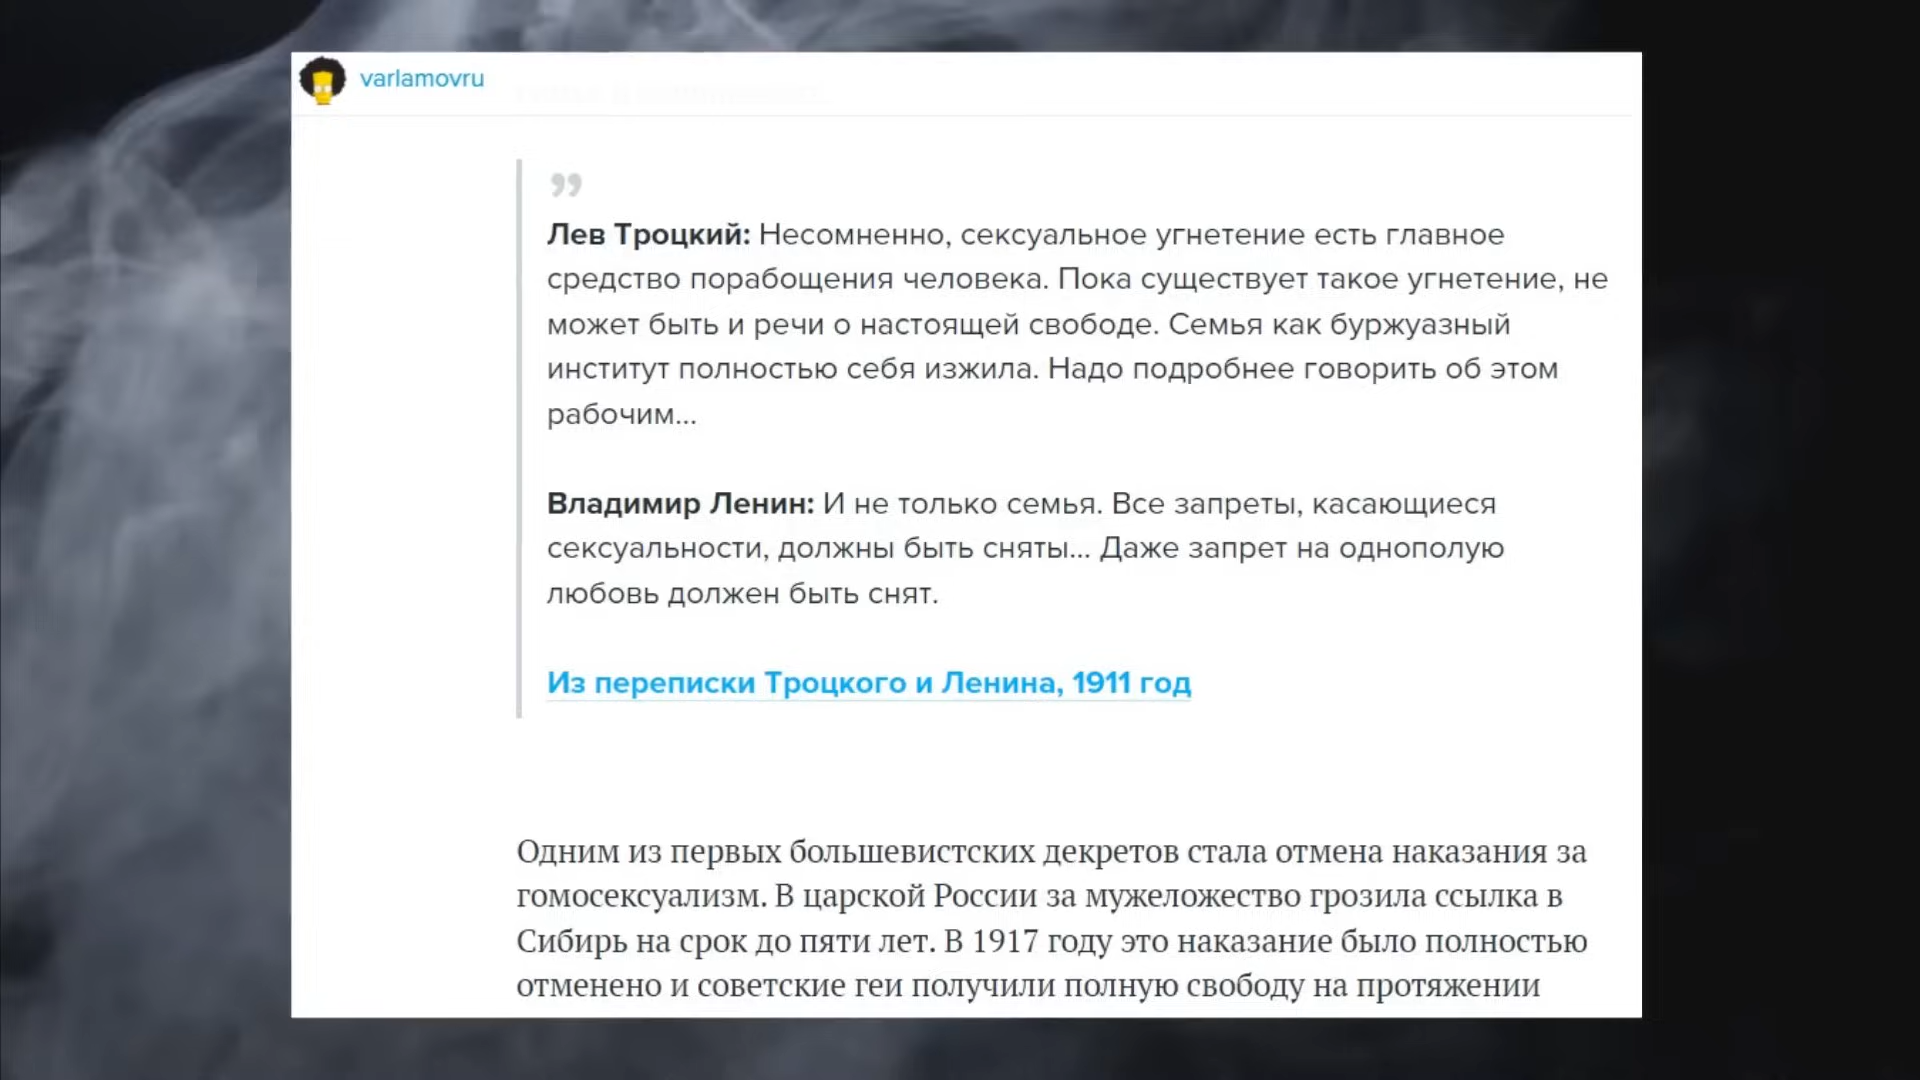 varlamovru
”
Лев Троцкий: Несомненно, сексуальное угнетение есть главное
средство порабощения человека. Пока существует такое угнетение, не
может быть и речи о настоящей свободе. Семья как буржуазный
институт полностью себя изжила. Надо подробнее говорить об этом
рабочим...
Владимир Ленин: И не только семья. Все запреты, касающиеся
сексуальности, должны быть сняты... Даже запрет на однополую
любовь должен быть снят.
Из переписки Троцкого и Ленина, 1911 год
Одним из первых большевистских декретов стала отмена наказания за
гомосексуализм. В царской России за мужеложество грозила ссылка в
Сибирь на срок до пяти лет. В 1917 году это наказание было полностью
отменено и советские геи получили полную свободу на протяжении